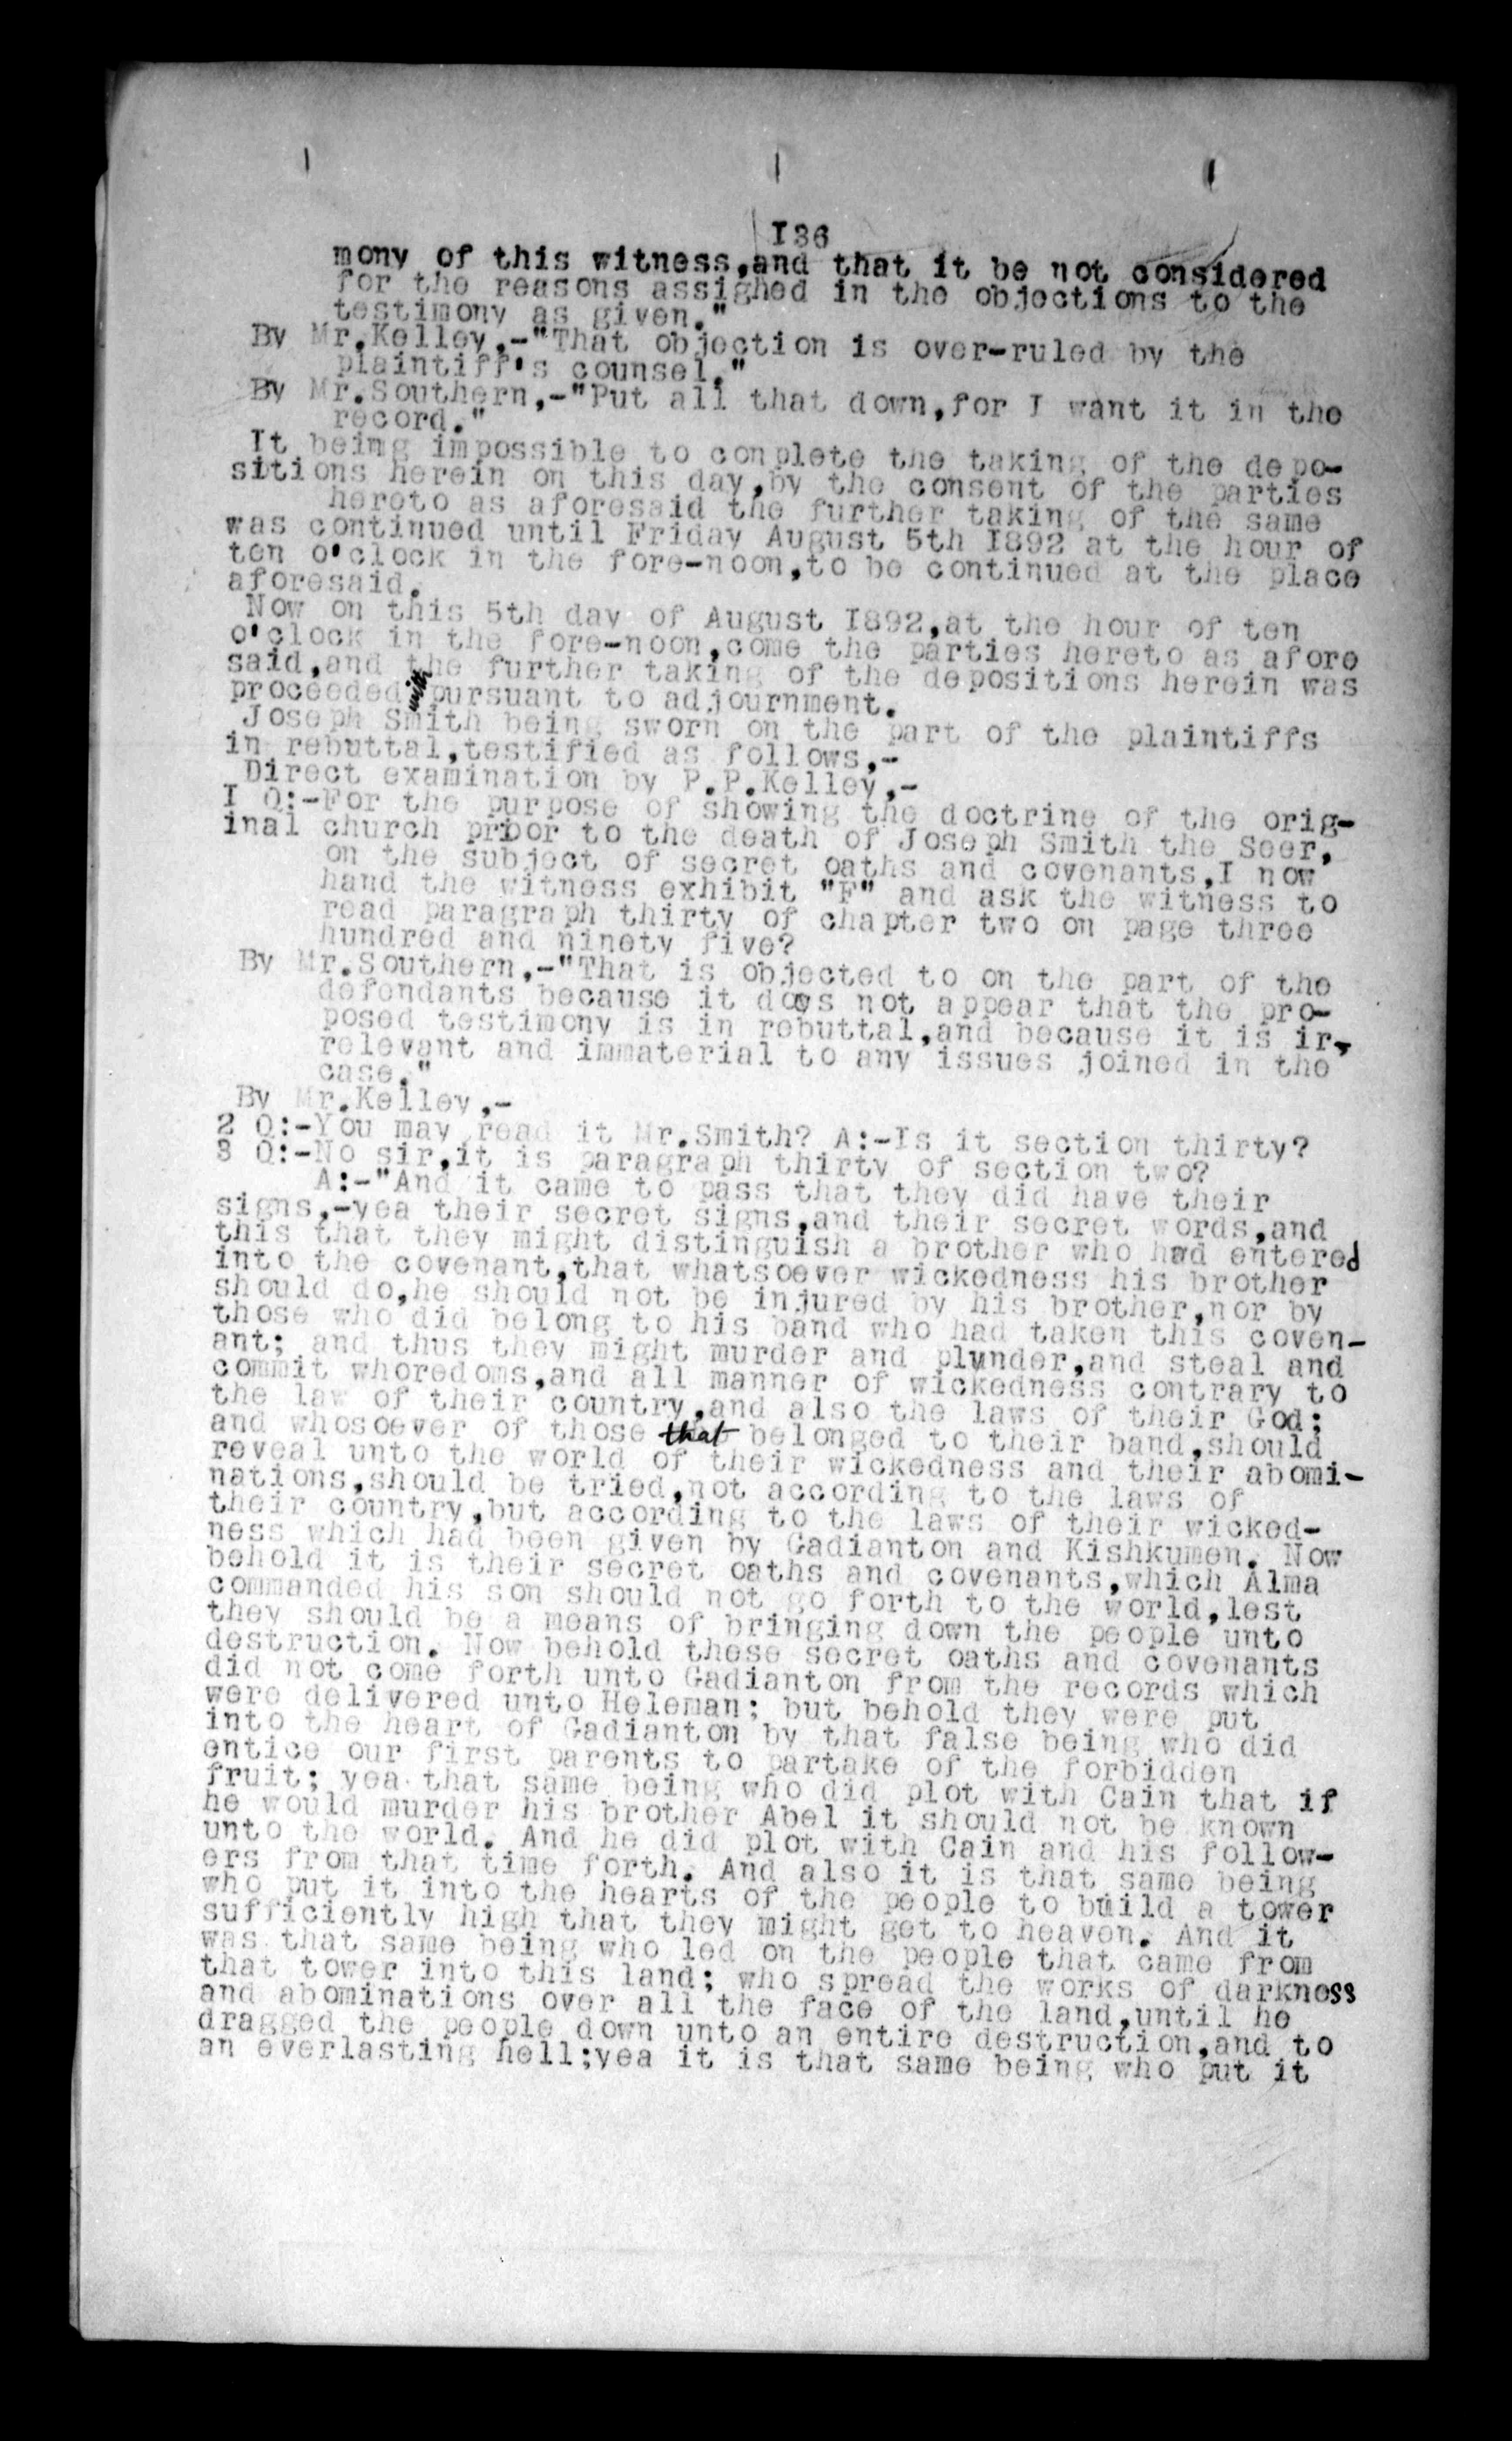 I36
mony of this witness,and that it be not considered
for the reasons assighed in the objections to the
testimony as given."
By Mr.Kelley,-"That objection is over-ruled by the
plaintiff's counsel."
By Mr.Southern,-"Put all that down,for I want it in the
record."
It being impossible to conplete the taking of the depo-
sitions herein on this day,by the consent of the parties
hereto as aforesaid the further taking of the same
was continued until Friday August 5th I892 at the hour of
ten o'clock in the fore-noon,to be continued at the place
aforesaid.
Now on this 5th day of August I892,at the hour of ten
o'clock in the fore-noon,come the parties hereto as afore
said,and the further taking of the depositions herein was
proceeded with pursuant to adjournment.
Joseph Smith being sworn on the part of the plaintiffs
in rebuttal,testified as follows,-
Direct examination by P.P.Kelley,-
I Q:-For the purpose of showing the doctrine of the orig-
inal church prior to the death of Joseph Smith the Seer,
on the subject of secret oaths and covenants,I now
hand the witness exhibit "F" and ask the witness to
read paragraph thirty of chapter two on page three
hundred and ninety five?
By Mr.Southern,-"That is objected to on the part of the
defendants because it does not appear that the pro-
posed testimony is in rebuttal,and because it is ir-
relevant and immaterial to any issues joined in the
case."
By Mr.Kelley,-
2 Q:-You may read it Mr.Smith? A:-Is it section thirty?
3 Q:-No sir,it is paragraph thirty of section two?
A:-"And it came to pass that they did have their
signs,-yea their secret signs,and their secret words,and
this that they might distinguish a brother who had entered
into the covenant,that whatsoever wickedness his brother
should do,he should not be injured by his brother,nor by
those who did belong to his band who had taken this coven-
ant; and thus they might murder and plunder,and steal and
commit whoredoms,and all manner of wickedness contrary to
the law of their country,and also the laws of their God;
and whosoever of those that belonged to their band,should
reveal unto the world of their wickedness and their abomi-
nations,should be tried,not according to the laws of
their country,but according to the laws of their wicked-
ness which had been given by Gadianton and Kishkumen. Now
behold it is their secret oaths and covenants,which Alma
commanded his son should not go forth to the world,lest
they should be a means of bringing down the people unto
destruction. Now behold these secret oaths and covenants
did not come forth unto Gadianton from the records which
were delivered unto Heleman; but behold they were put
into the heart of Gadianton by that false being who did
entice our first parents to partake of the forbidden
fruit; yea that same being who did plot with Cain that if
he would murder his brother Abel it should not be known
unto the world. And he did plot with Cain and his follow-
ers from that time forth. And also it is that same being
who put it into the hearts of the people to build a tower
sufficiently high that they might get to heaven. And it
was that same being who led on the people that came from
that tower into this land; who spread the works of darkness
and abominations over all the face of the land,until he
dragged the people down unto an entire destruction,and to
an everlasting hell;yea it is that same being who put it